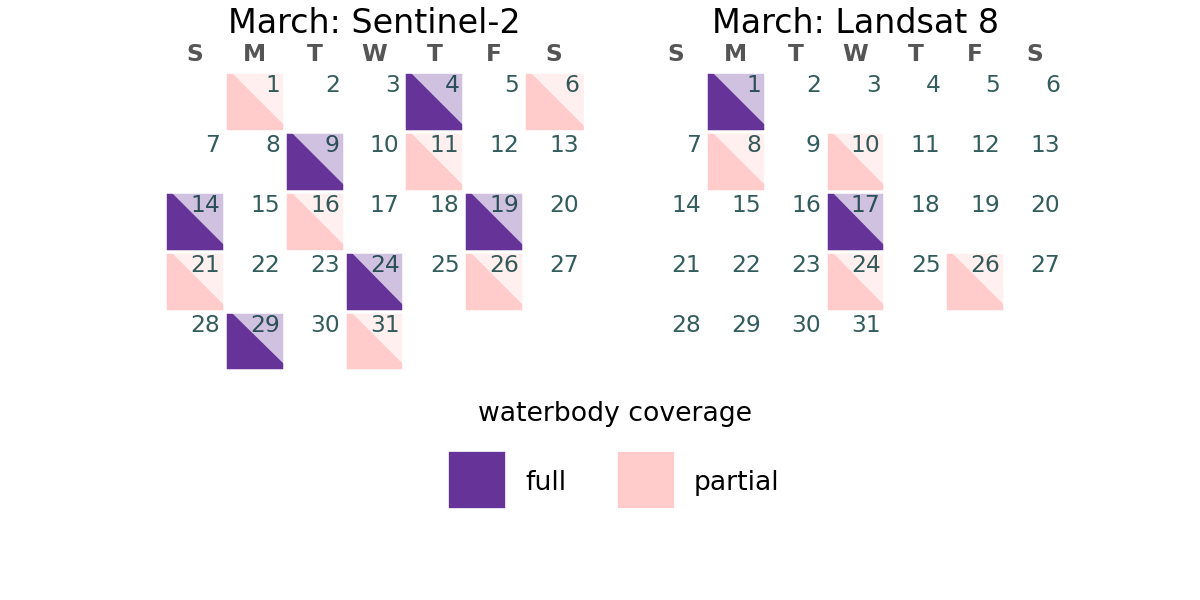 March: Sentinel-2
S M T W T F S
1 2 3 4 5 6
7 8 9 10 11 12 13
14 15 16 17 18 19 20
21 22 23 24 25 26 27
28 29 30 31
March: Landsat 8
S M T W T F S
1 2 3 4 5 6
7 8 9 10 11 12 13
14 15 16 17 18 19 20
21 22 23 24 25 26 27
28 29 30 31
waterbody coverage
full partial